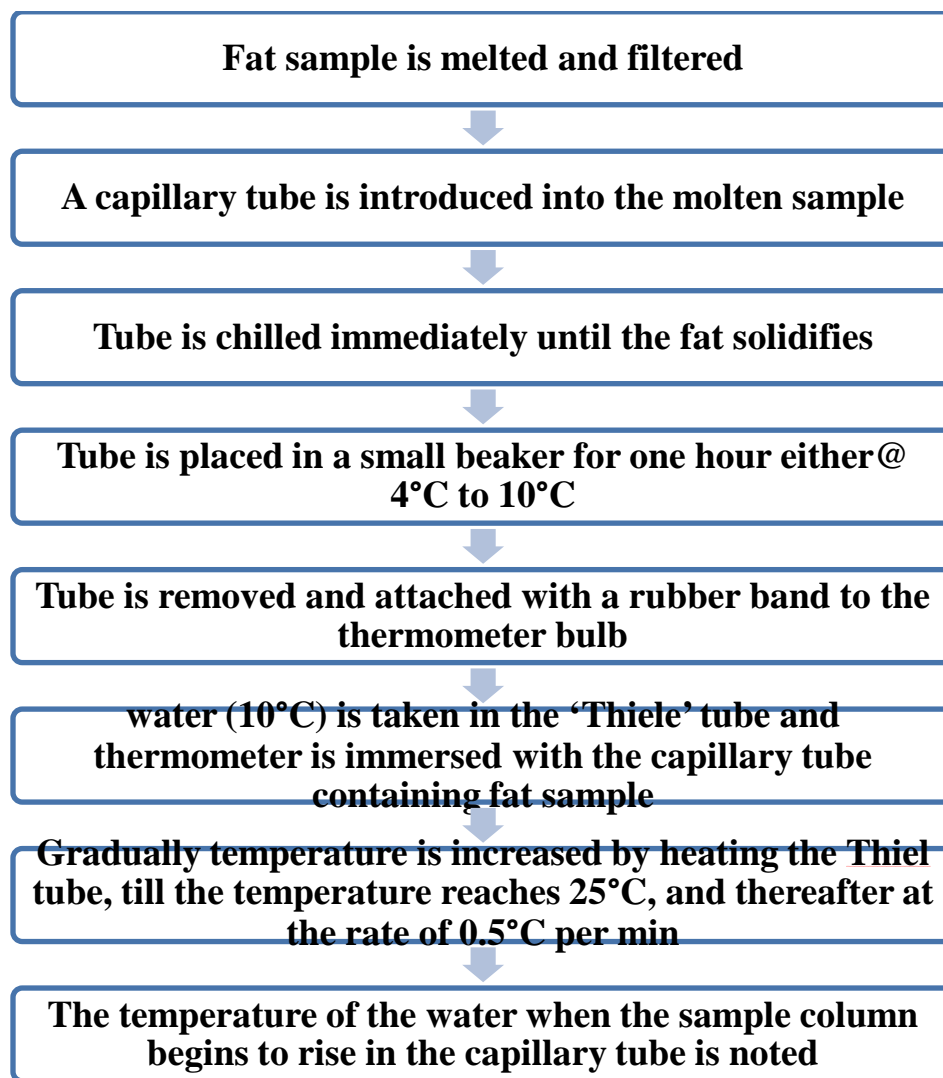 Fat sample is melted and filtered
A capillary tube is introduced into the molten sample
Tube is chilled immediately until the fat solidifies
Tube is placed in a small beaker for one hour either@
4°C to 10°C
Tube is removed and attached with a rubber band to the
thermometer bulb
water (10°C) is taken in the ‘Thiele’ tube and
thermometer is immersed with the capillary tube
containing fat sample
Gradually temperature is increased by heating the Thiel
tube, till the temperature reaches 25°C, and thereafter at
the rate of 0.5°C per min
The temperature of the water when the sample column
begins to rise in the capillary tube is noted